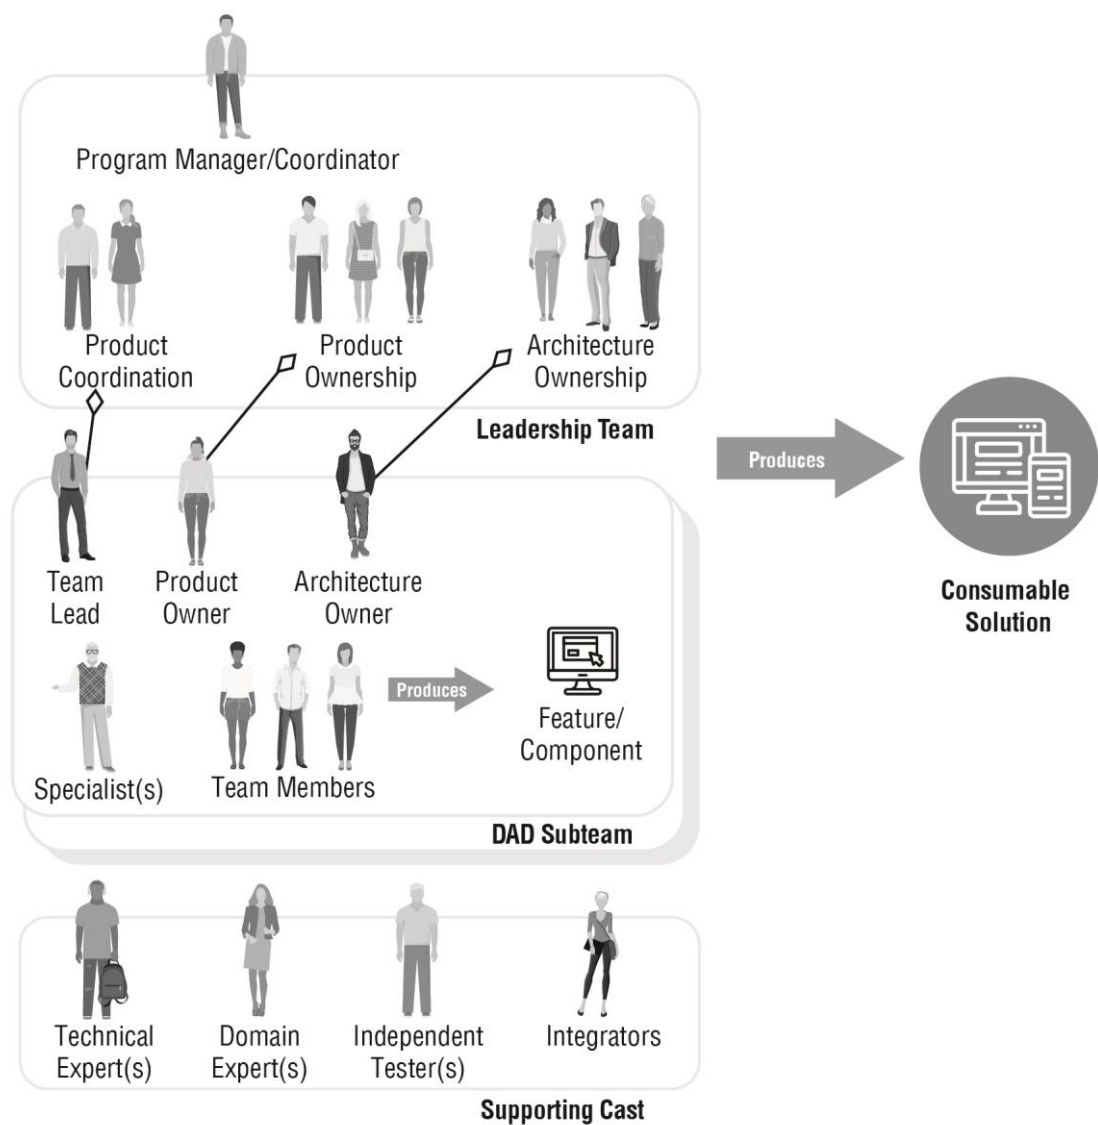 Program Manager/Coordinator
Product
Coordination
Product
Ownership
Architecture
Ownership
Leadership Team
Produces
Consumable
Solution
Team
Lead
Product
Owner
Architecture
Owner
Specialist(s)
Team Members
Produces
Feature/
Component
DAD Subteam
Technical
Expert(s)
Domain
Expert(s)
Independent
Tester(s)
Integrators
Supporting Cast